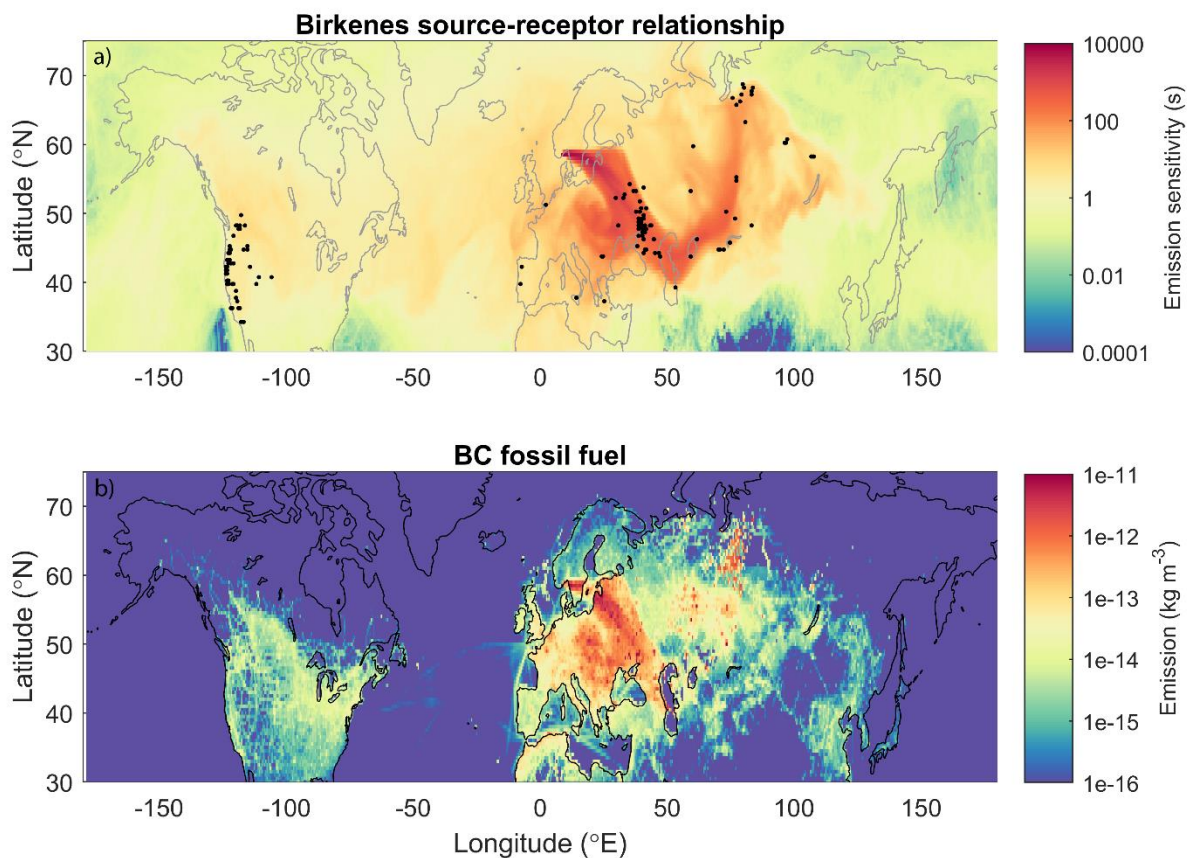 Birkenes source-receptor relationship
a)
70
60
50
40
30
Latitude (°N)
-150 -100 -50 0 50 100 150
10000
100
1
0.01
0.0001
Emission sensitivity (s)
BC fossil fuel
b)
70
60
50
40
30
Latitude (°N)
-150 -100 -50 0 50 100 150
Longitude (°E)
1e-11
1e-12
1e-13
1e-14
1e-15
1e-16
Emission (kg m⁻³)